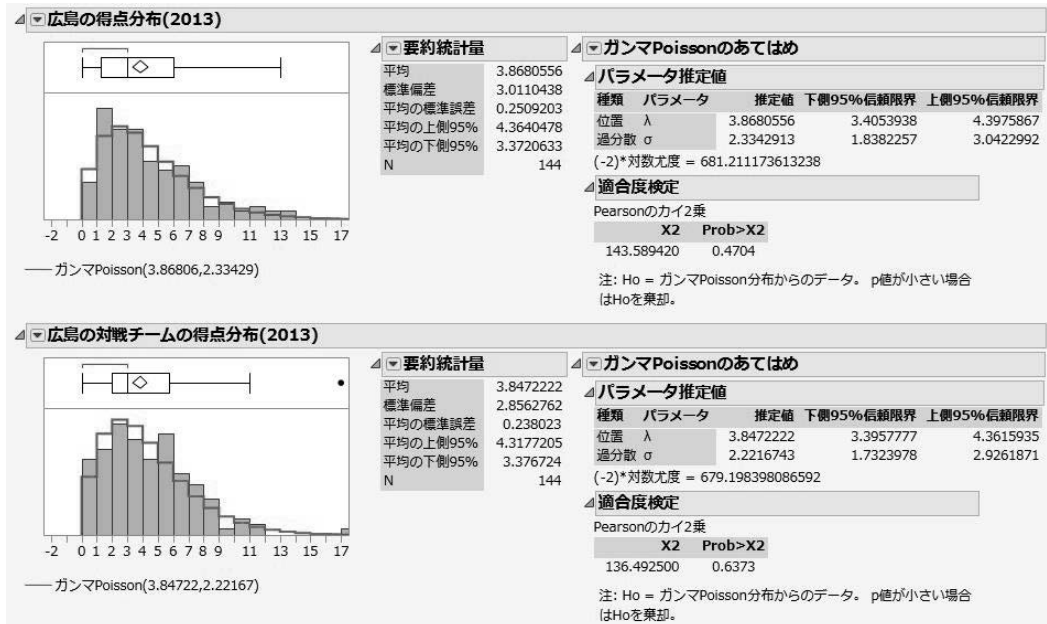 広島の得点分布(2013)
-2 0 1 2 3 4 5 6 7 8 9 11 13 15 17
ガンマPoisson(3.86806,2.33429)
要約統計量
平均 3.8680556
標準偏差 3.0110438
平均の標準誤差 0.2509203
平均の上側95% 4.3640478
平均の下側95% 3.3720633
N 144
ガンマPoissonのあてはめ
パラメータ推定値
種類 パラメータ 推定値 下側95%信頼限界 上側95%信頼限界
位置 λ 3.8680556 3.4053938 4.3975867
過分散 σ 2.3342913 1.8382257 3.0422992
(-2)*対数尤度 = 681.211173613238
適合度検定
Pearsonのカイ2乗
X2 Prob>X2
143.589420 0.4704
注: Ho = ガンマPoisson分布からのデータ。 p値が小さい場合
はHoを棄却。
広島の対戦チームの得点分布(2013)
-2 0 1 2 3 4 5 6 7 8 9 11 13 15 17
ガンマPoisson(3.84722,2.22167)
要約統計量
平均 3.8472222
標準偏差 2.8562762
平均の標準誤差 0.238023
平均の上側95% 4.3177205
平均の下側95% 3.376724
N 144
ガンマPoissonのあてはめ
パラメータ推定値
種類 パラメータ 推定値 下側95%信頼限界 上側95%信頼限界
位置 λ 3.8472222 3.3957777 4.3615935
過分散 σ 2.2216743 1.7323978 2.9261871
(-2)*対数尤度 = 679.198398086592
適合度検定
Pearsonのカイ2乗
X2 Prob>X2
136.492500 0.6373
注: Ho = ガンマPoisson分布からのデータ。 p値が小さい場合
はHoを棄却。